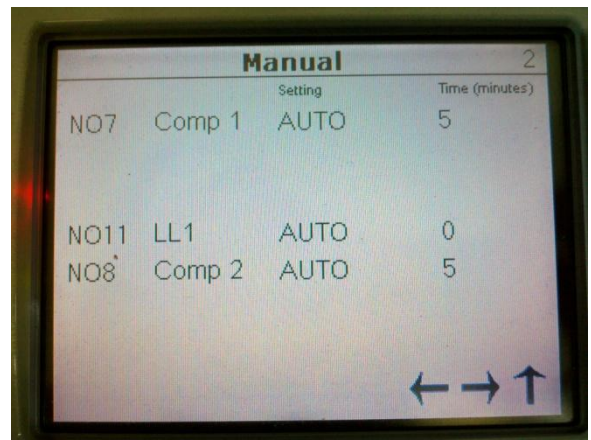 Manual 2
Setting Time (minutes)
NO7 Comp 1 AUTO 5
NO11 LL1 AUTO 0
NO8 Comp 2 AUTO 5